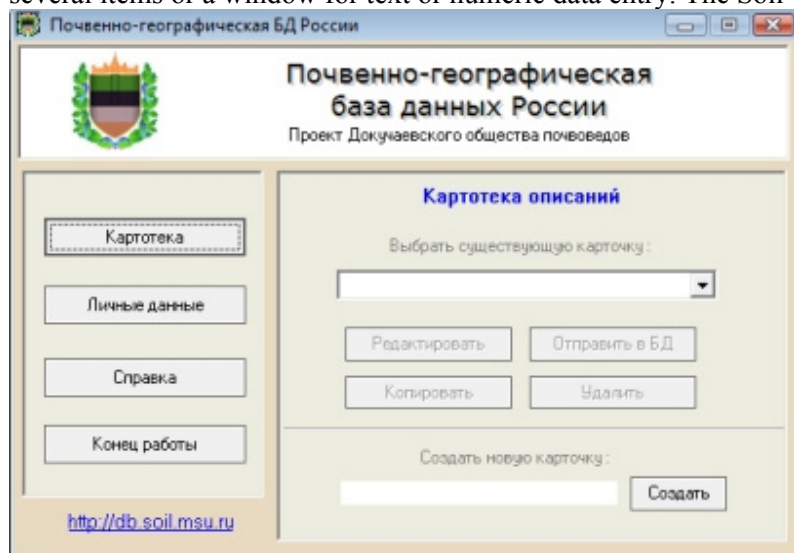 several items or a window for text or numeric data entry. The Soil
Почвенно-географическая БД России
Почвенно-географическая
база данных России
Проект Докучаевского общества почвоведов
Картотека
Личные данные
Справка
Конец работы
http://db.soil.msu.ru
Картотека описаний
Выбрать существующую карточку:
Редактировать
Отправить в БД
Копировать
Удалить
Создать новую карточку:
Создать